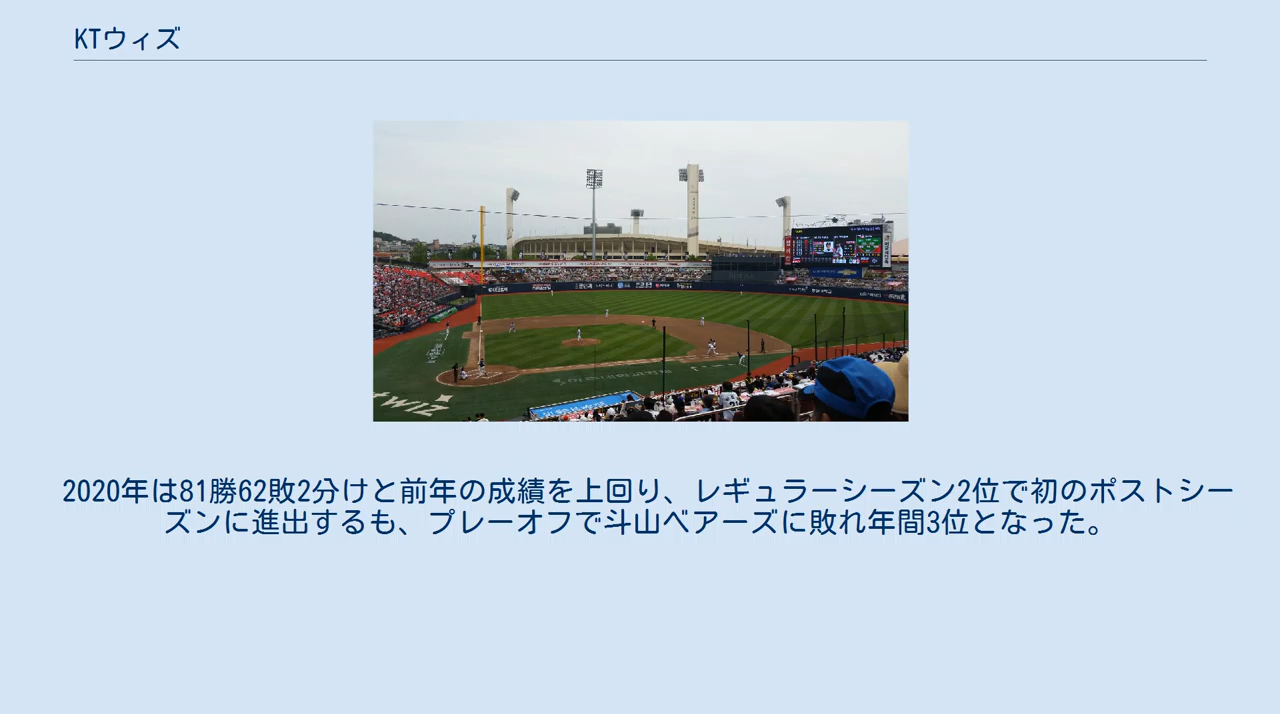 KTウィズ
wiz
2020年は81勝62敗2分けと前年の成績を上回り、レギュラーシーズン2位で初のポストシー
ズンに進出するも、プレーオフで斗山ベアーズに敗れ年間3位となった。